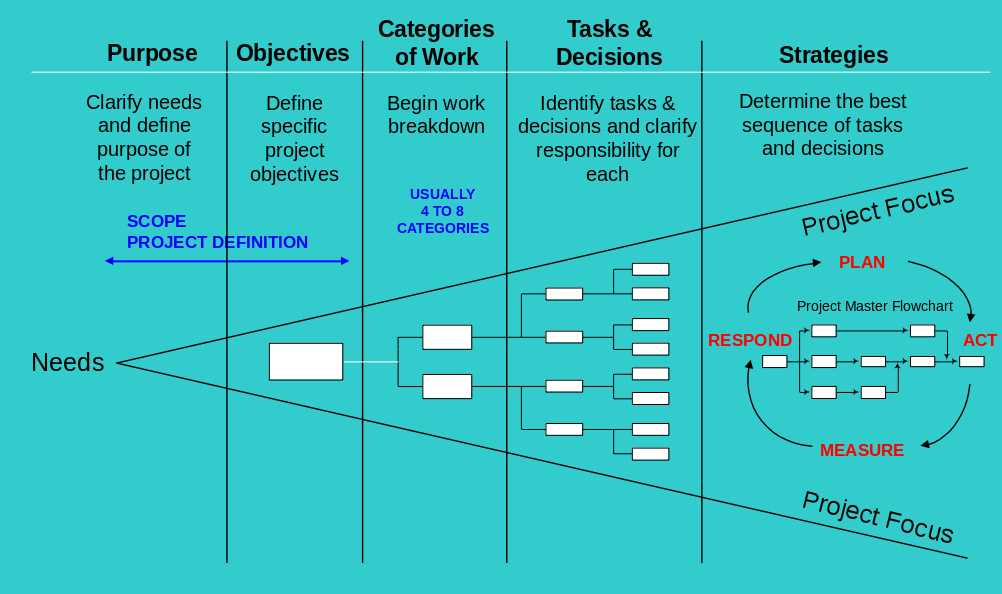 Purpose
Objectives
Categories
of Work
Tasks &
Decisions
Strategies
Clarify needs
and define
purpose of
the project
Define
specific
project
objectives
Begin work
breakdown
Identify tasks &
decisions and clarify
responsibility for
each
Determine the best
sequence of tasks
and decisions
SCOPE
PROJECT DEFINITION
USUALLY
4 TO 8
CATEGORIES
Project Focus
PLAN
Project Master Flowchart
RESPOND
ACT
MEASURE
Needs
Project Focus